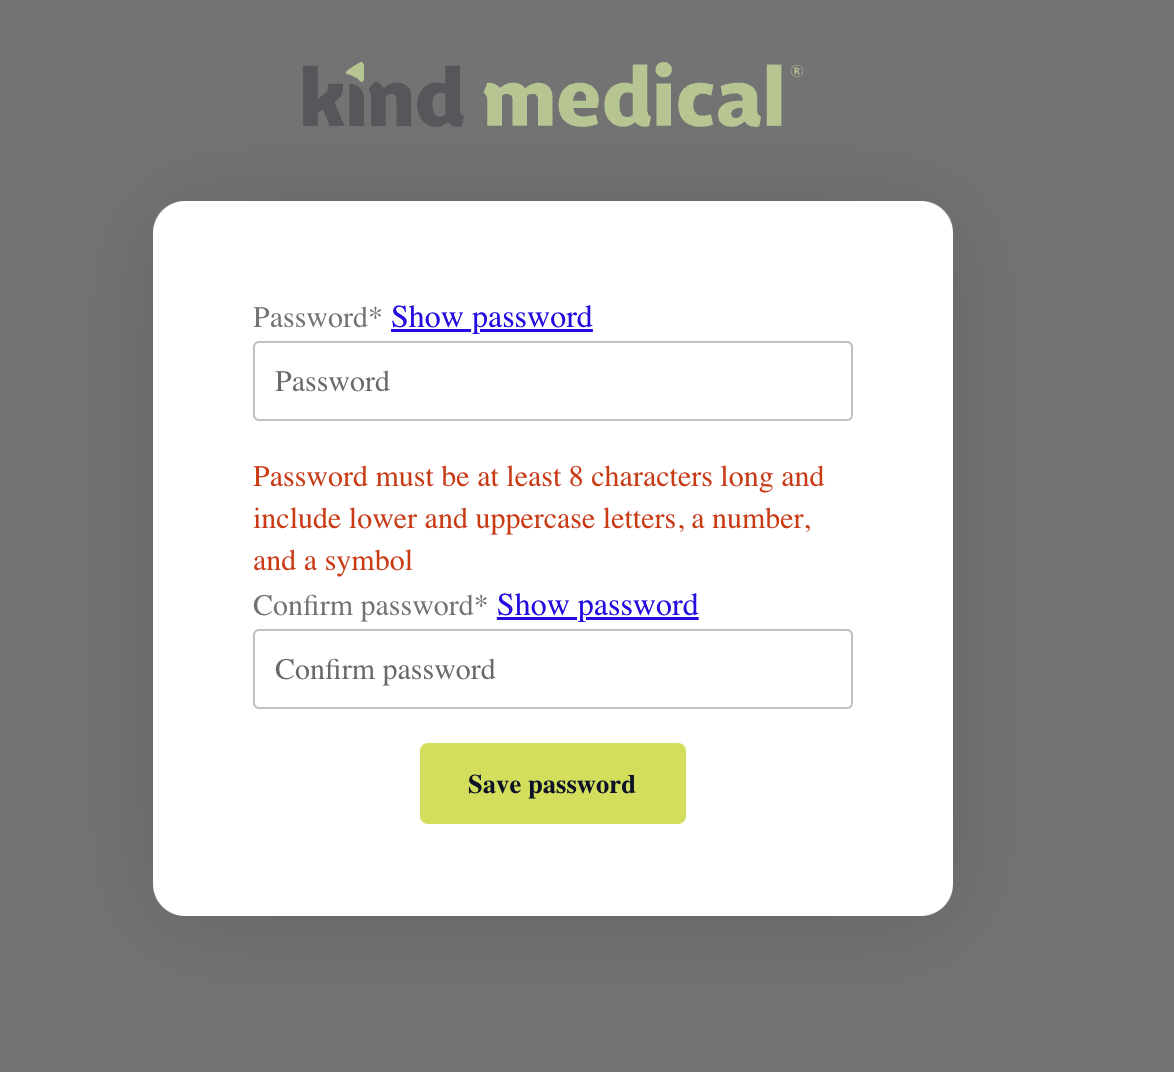 kind medical®
Password* Show password
Password
Password must be at least 8 characters long and
include lower and uppercase letters, a number,
and a symbol
Confirm password* Show password
Confirm password
Save password